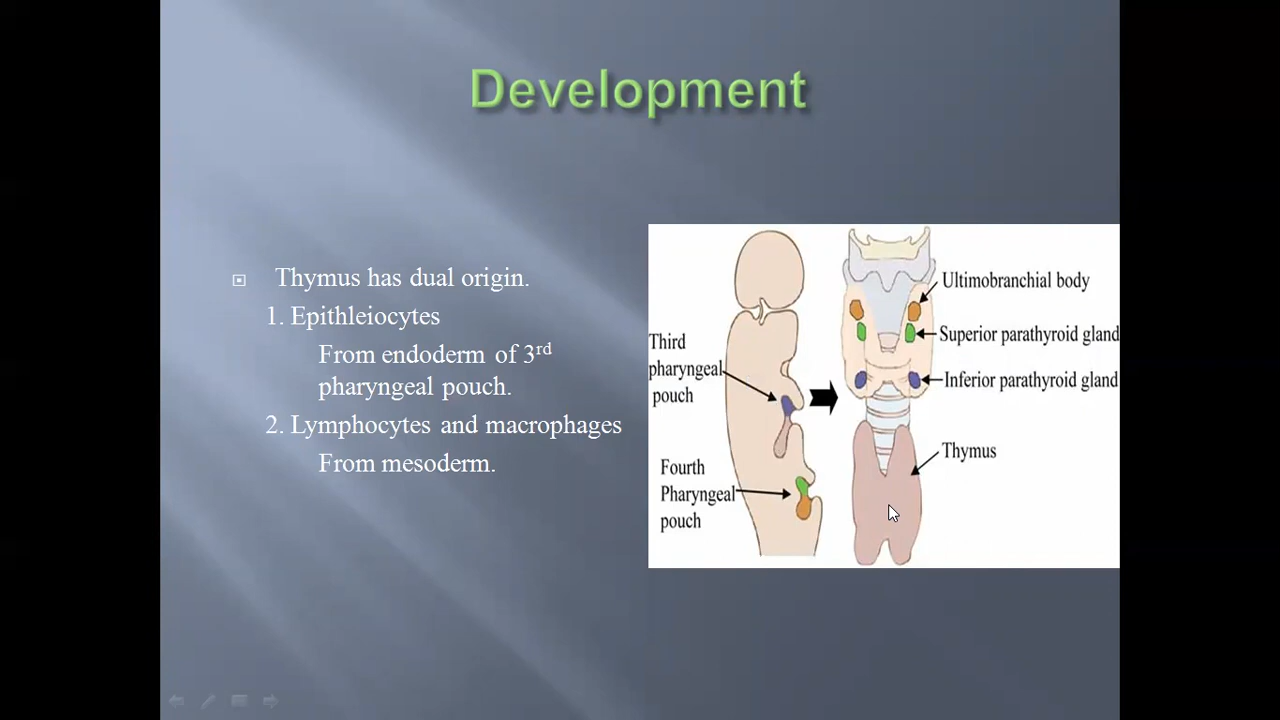 Development
Thymus has dual origin.
1. Epithleiocytes
From endoderm of 3rd
pharyngeal pouch.
2. Lymphocytes and macrophages
From mesoderm.
Third
pharyngeal
pouch
Fourth
Pharyngeal
pouch
Ultimobranchial body
Superior parathyroid gland
Inferior parathyroid gland
Thymus